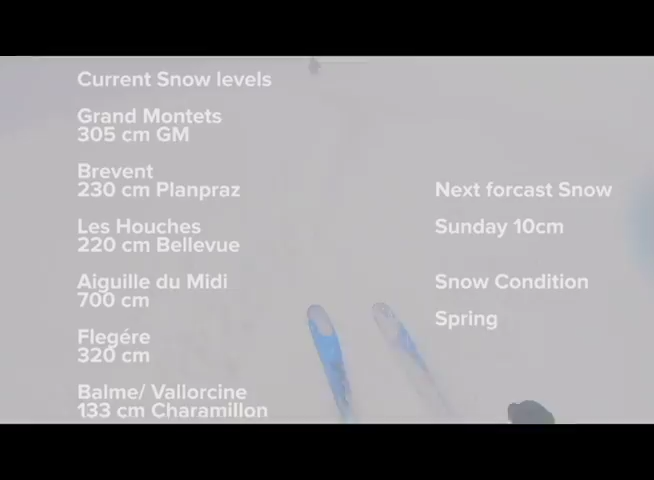 Current Snow levels
Grand Montets
305 cm GM
Brevent
230 cm Planpraz
Les Houches
220 cm Bellevue
Aiguille du Midi
700 cm
Flegére
320 cm
Balme/ Vallorcine
133 cm Charamillon
Next forcast Snow
Sunday 10cm
Snow Condition
Spring